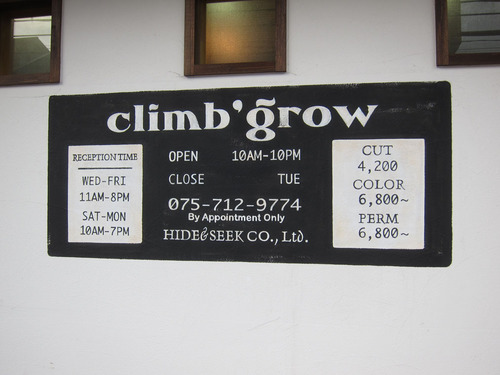 climb'grow
RECEPTION TIME
WED-FRI
11AM-8PM
SAT-MON
10AM-7PM
OPEN 10AM-10PM
CLOSE TUE
075-712-9774
By Appointment Only
HIDE&SEEK CO., Ltd.
CUT
4,200
COLOR
6,800~
PERM
6,800~